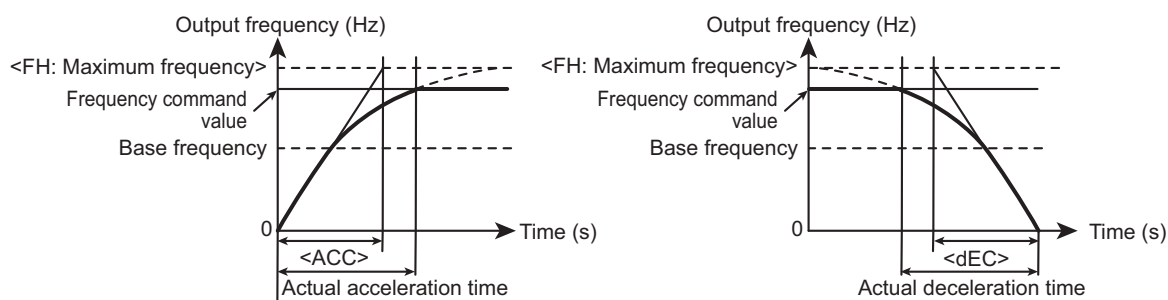 Output frequency (Hz)
<FH: Maximum frequency>
Frequency command
value
Base frequency
0
Time (s)
<ACC>
Actual acceleration time
Output frequency (Hz)
<FH: Maximum frequency>
Frequency command
value
Base frequency
0
Time (s)
<dEC>
Actual deceleration time